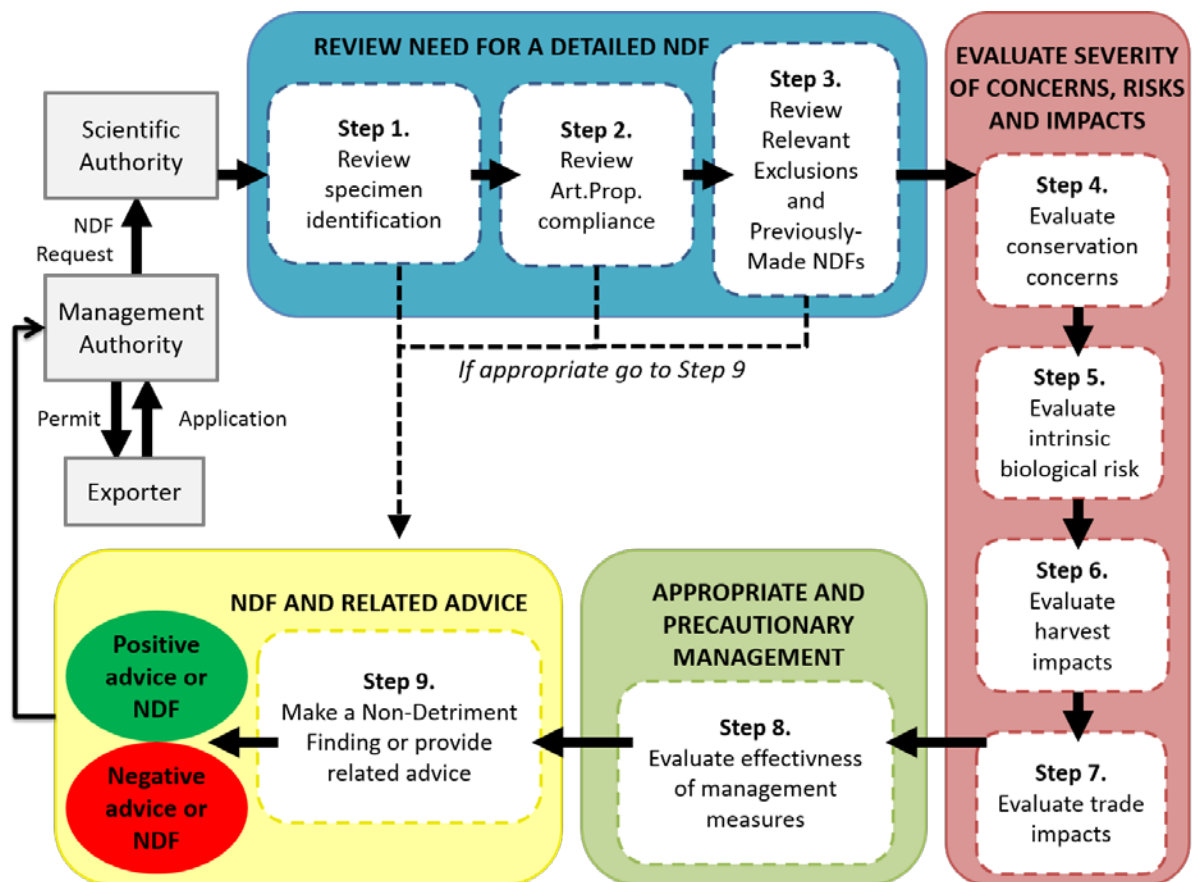 REVIEW NEED FOR A DETAILED NDF
Step 1.
Review
specimen
identification
Step 2.
Review
Art.Prop.
compliance
Step 3.
Review
Relevant
Exclusions
and
Previously-
Made NDFs
If appropriate go to Step 9
Scientific
Authority
NDF
Request
Management
Authority
Permit
Application
Exporter
EVALUATE SEVERITY
OF CONCERNS, RISKS
AND IMPACTS
Step 4.
Evaluate
conservation
concerns
Step 5.
Evaluate
intrinsic
biological risk
Step 6.
Evaluate
harvest
impacts
Step 7.
Evaluate trade
impacts
APPROPRIATE AND
PRECAUTIONARY
MANAGEMENT
Step 8.
Evaluate effectivness
of management
measures
NDF AND RELATED ADVICE
Step 9.
Make a Non-Detriment
Finding or provide
related advice
Positive
advice or
NDF
Negative
advice or
NDF